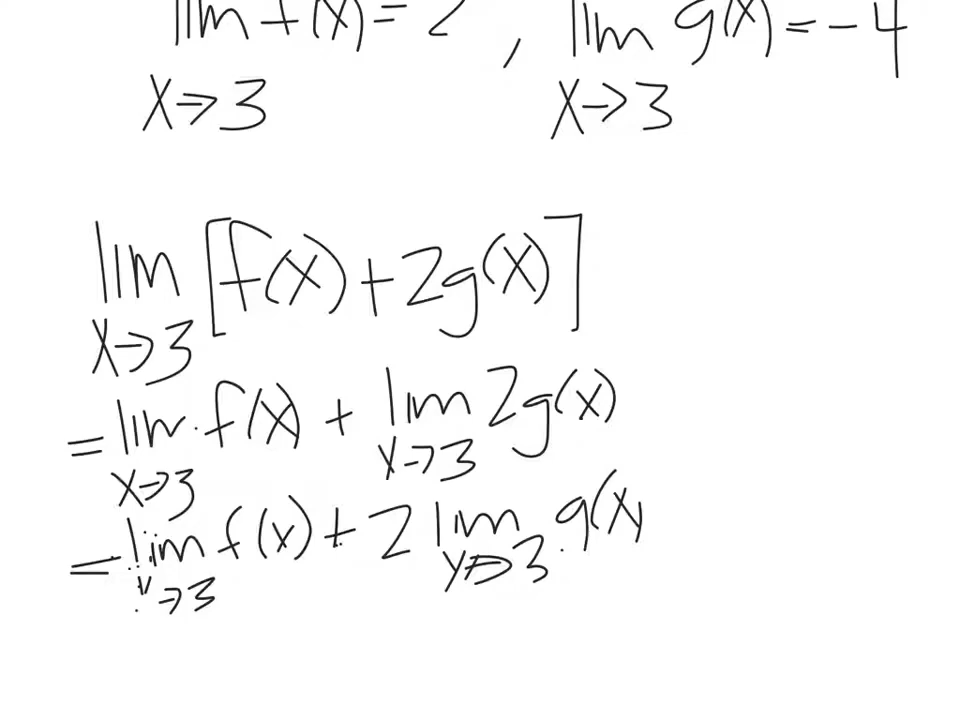 lim f(x) = 2 , lim g(x) = -4
x→3 x→3
lim [f(x) + 2g(x)]
x→3
= lim f(x) + lim 2g(x)
x→3 x→3
= lim f(x) + 2 lim g(x)
x→3 x→3